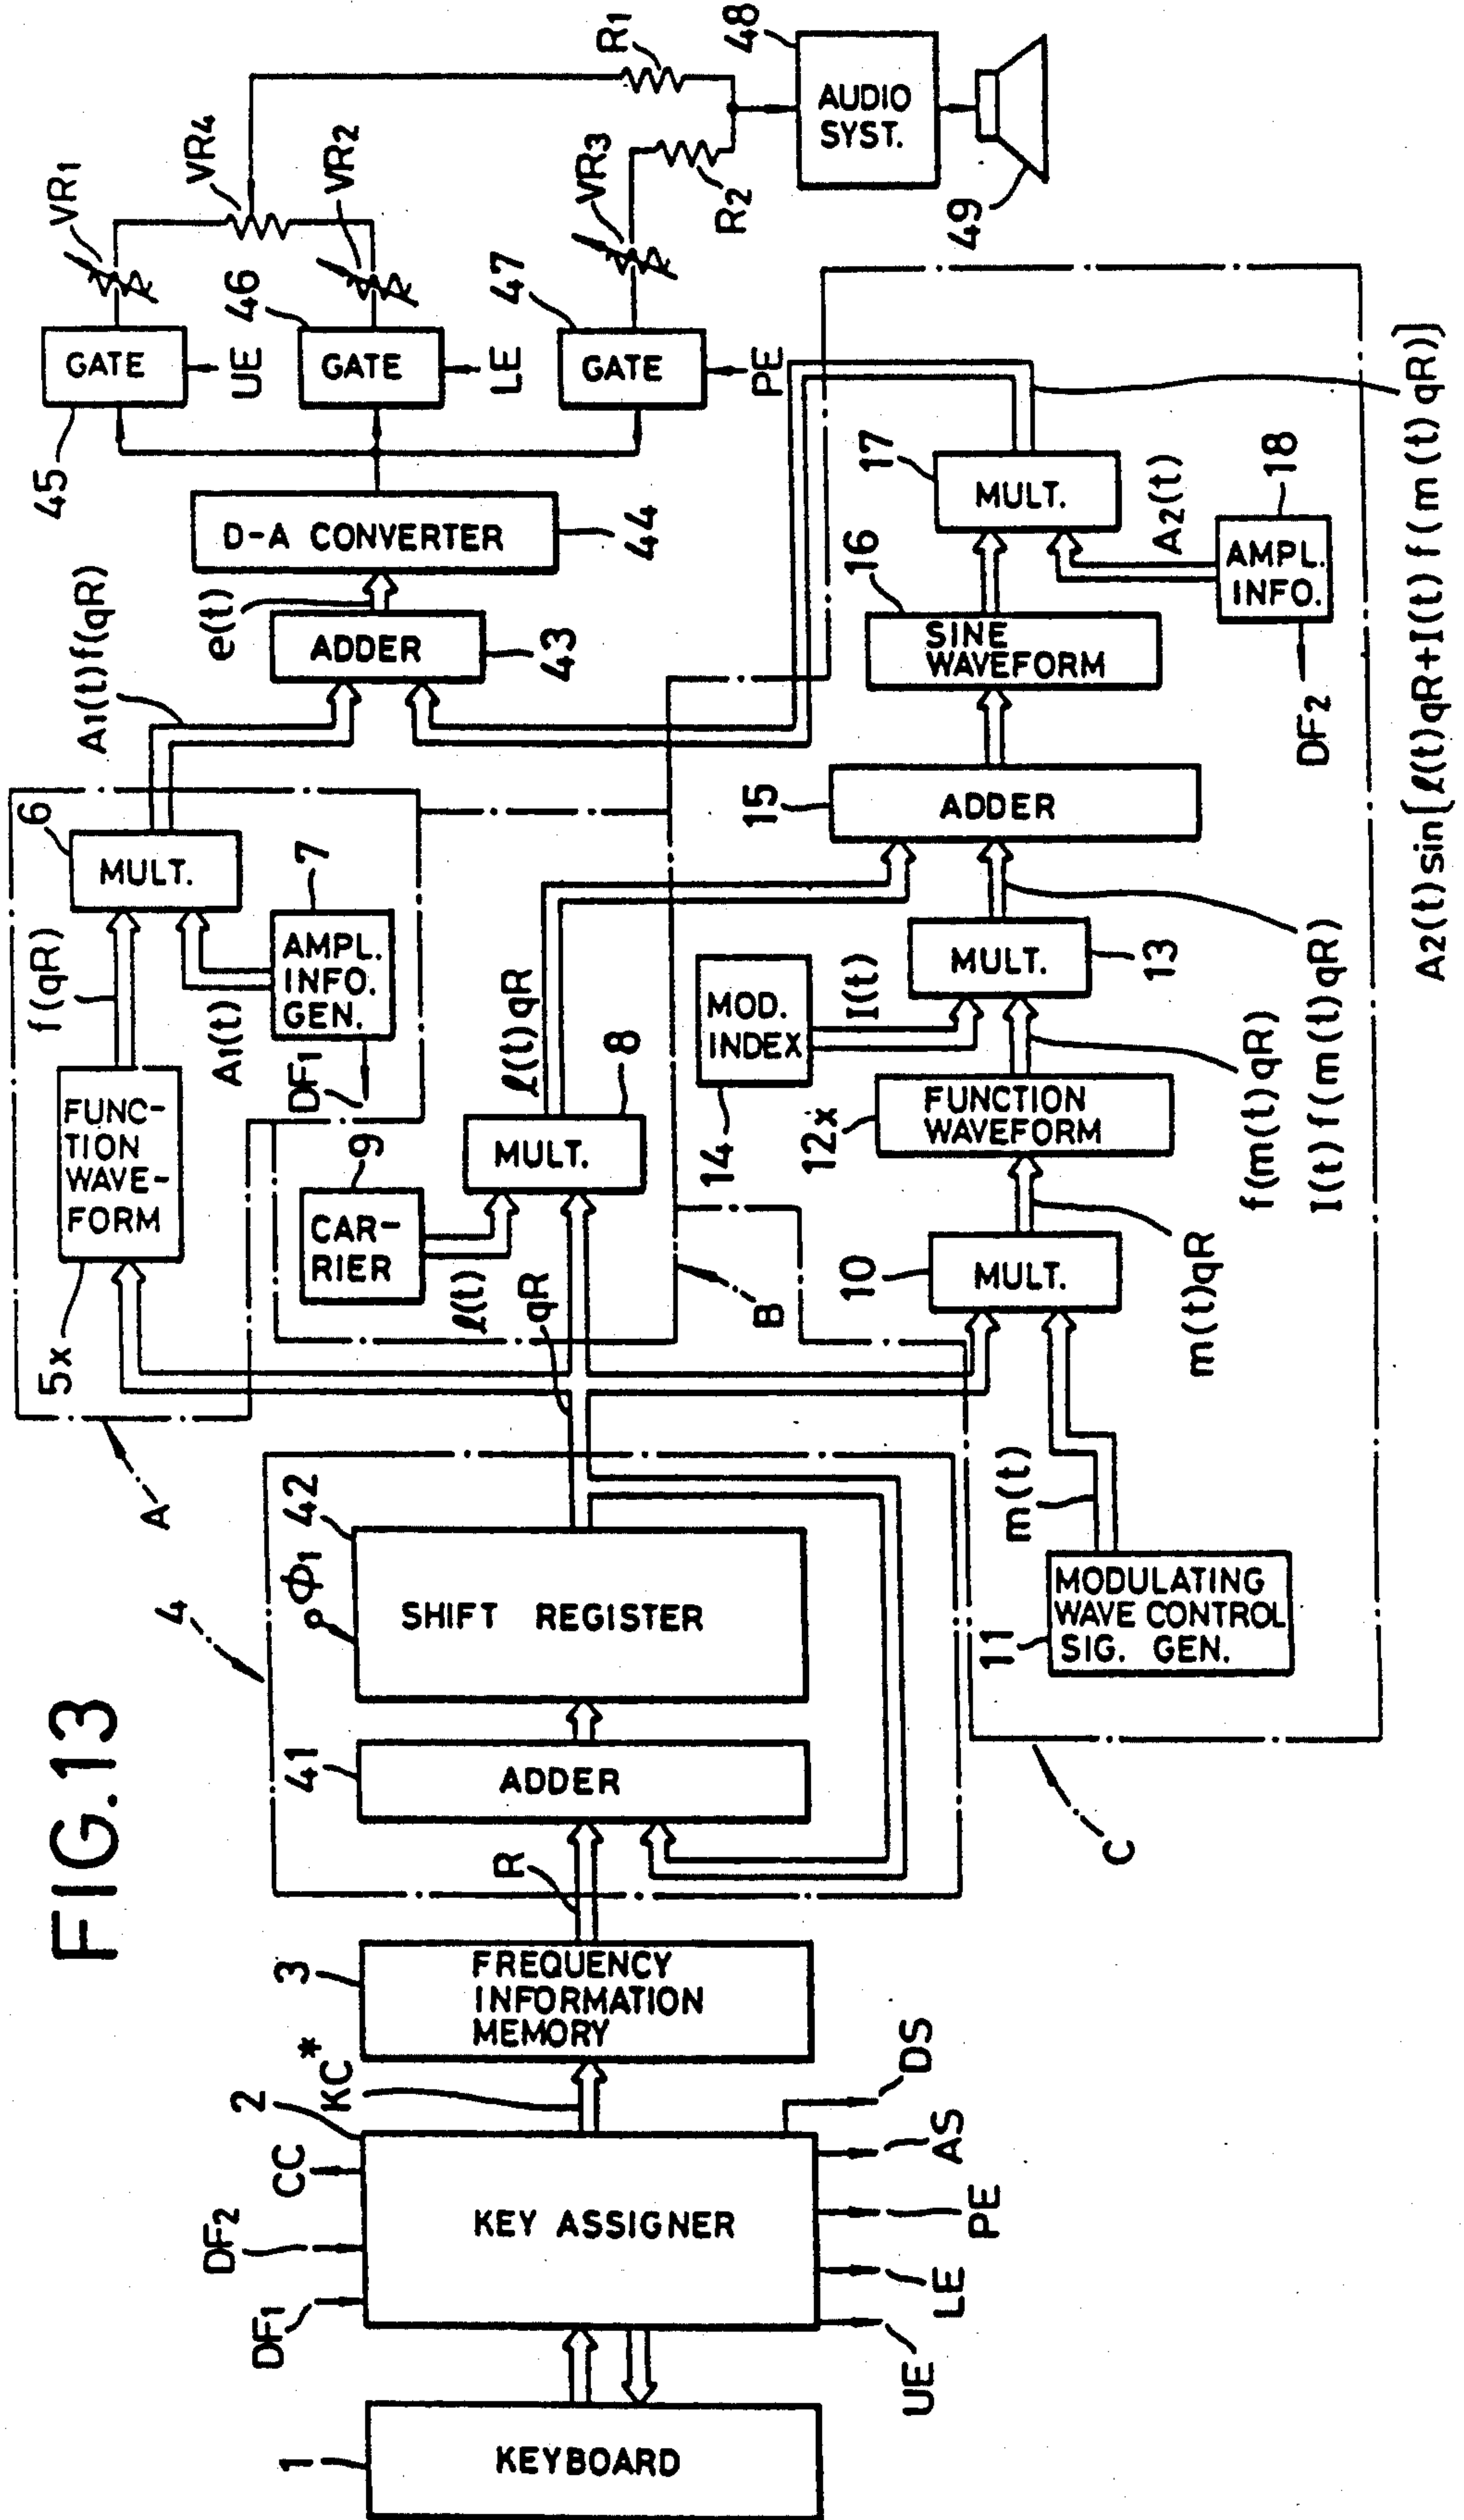 FIG.13
1
KEYBOARD
DF1
DF2
CC
2
KEY ASSIGNER
UE
LE
PE
AS
DS
KC*
3
FREQUENCY
INFORMATION
MEMORY
R
4
41
ADDER
42
Φ1
SHIFT REGISTER
A
5x
FUNC-
TION
WAVE-
FORM
f(qR)
6
MULT.
A1(t)
7
AMPL.
INFO.
GEN.
DF1
A1(t)f(qR)
qR
ℓ(t)
9
CAR-
RIER
8
MULT.
ℓ(t)qR
B
C
11
MODULATING
WAVE CONTROL
SIG. GEN.
m(t)
10
MULT.
m(t)qR
12x
FUNCTION
WAVEFORM
f(m(t)qR)
14
MOD.
INDEX
I(t)
13
MULT.
I(t)f(m(t)qR)
15
ADDER
16
SINE
WAVEFORM
17
MULT.
A2(t)
18
AMPL.
INFO.
DF2
A2(t)sin{ℓ(t)qR+I(t)f(m(t)qR)}
43
ADDER
e(t)
44
D-A CONVERTER
45
GATE
UE
46
GATE
LE
47
GATE
PE
VR1
VR4
VR2
VR3
R1
R2
48
AUDIO
SYST.
49